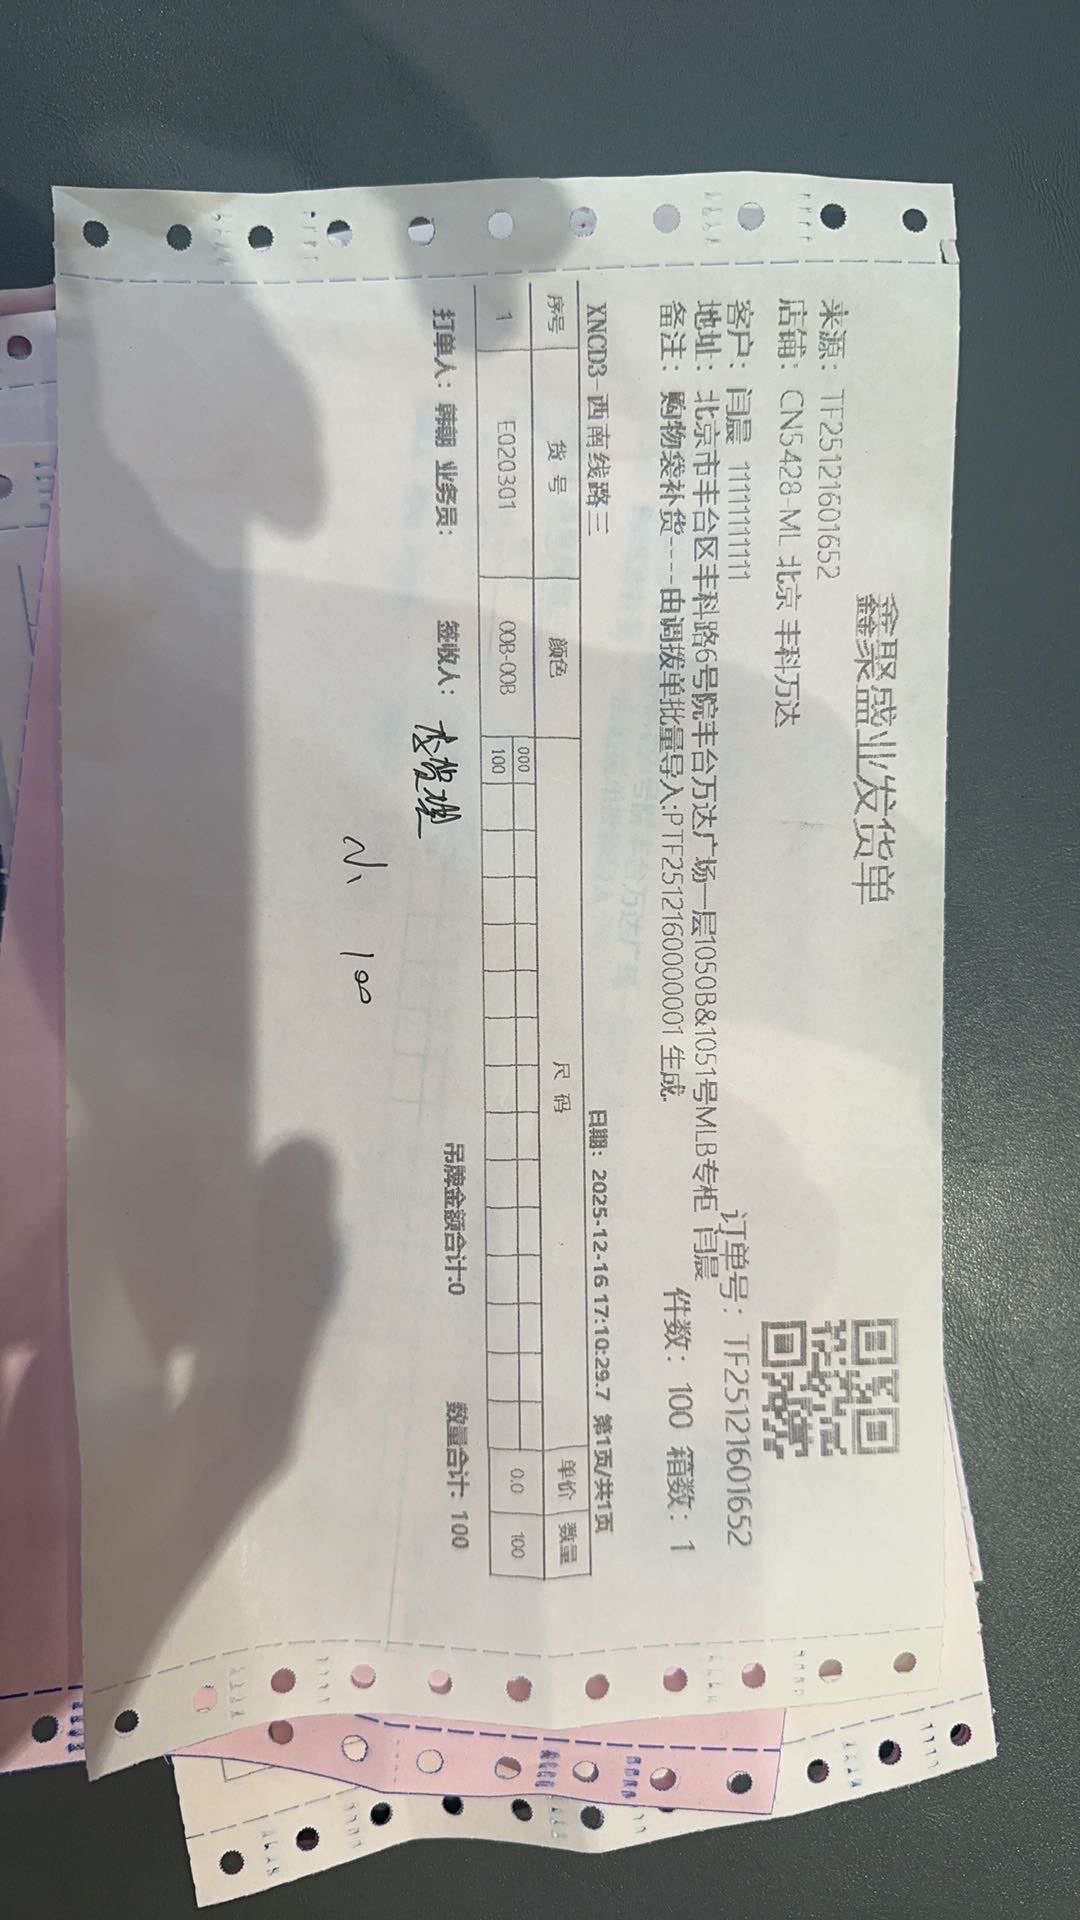 鑫聚盛业发货单
来源：TF2512160165​2
店铺：CN5428-ML 北京丰科万达
订单号：TF25121601652
客户：闫晨 11111111111
地址：北京市丰台区丰科路6号院丰台万达广场一层1050B&1051号MLB专柜 闫晨
备注：购物袋补货----由调拨单批量导入:PTF25121600000​01 生成.
件数：100 箱数：1
XNCD3-西南线路三 日期：2025-12-16 17:10:29.7 第1页/共1页
序号 货号 颜色 尺码 单价 数量
000
1 E020301 00B-00B 100 0.0 100
打单人：韩朝 业务员： 签收人： 吊牌金额合计:0 数量合计：100
小 100